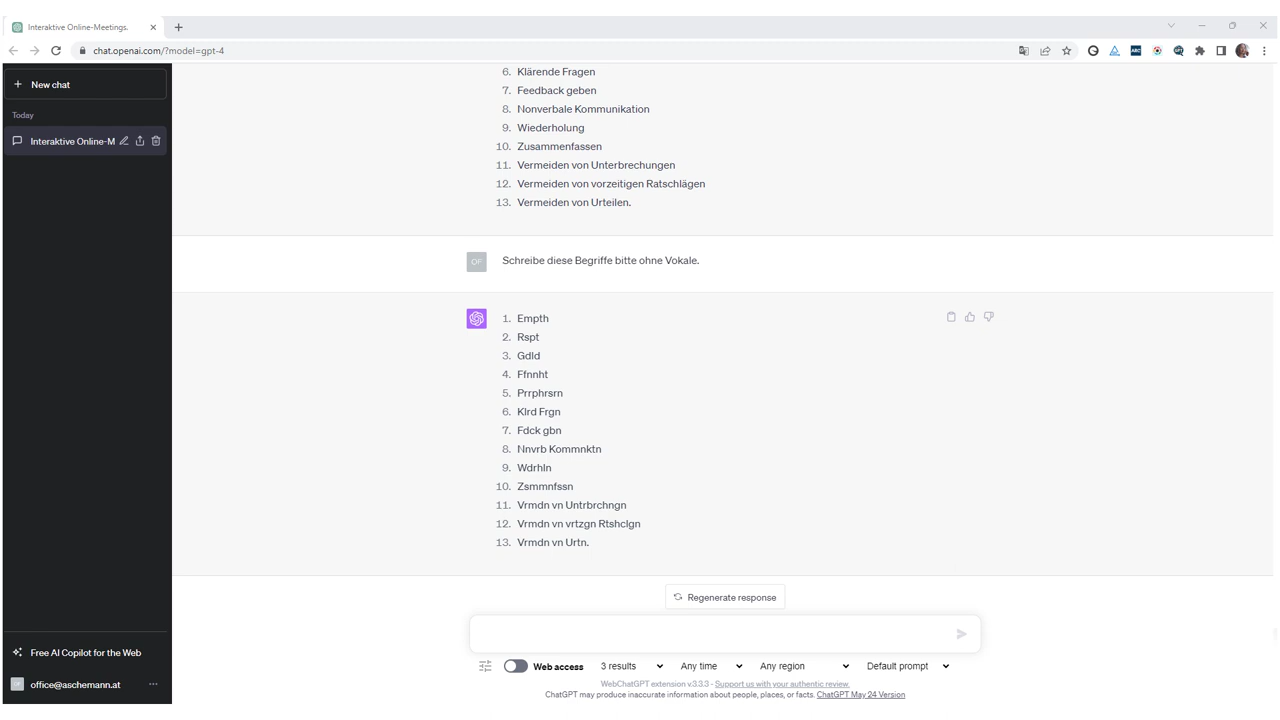 Interaktive Online-Meetings.
chat.openai.com/?model=gpt-4
New chat
Today
Interaktive Online-M
6. Klärende Fragen
7. Feedback geben
8. Nonverbale Kommunikation
9. Wiederholung
10. Zusammenfassen
11. Vermeiden von Unterbrechungen
12. Vermeiden von vorzeitigen Ratschlägen
13. Vermeiden von Urteilen.
OF
Schreibe diese Begriffe bitte ohne Vokale.
1. Empth
2. Rspt
3. Gdld
4. Ffnnht
5. Prrphrsrn
6. Klrd Frgn
7. Fdck gbn
8. Nnvrb Kommnktn
9. Wdrhln
10. Zsmmnfssn
11. Vrmdn vn Untrbrchngn
12. Vrmdn vn vrtzgn Rtshclgn
13. Vrmdn vn Urtn.
Regenerate response
Web access 3 results Any time Any region Default prompt
WebChatGPT extension v.3.3.3 - Support us with your authentic review.
ChatGPT may produce inaccurate information about people, places, or facts. ChatGPT May 24 Version
Free AI Copilot for the Web
office@aschemann.at